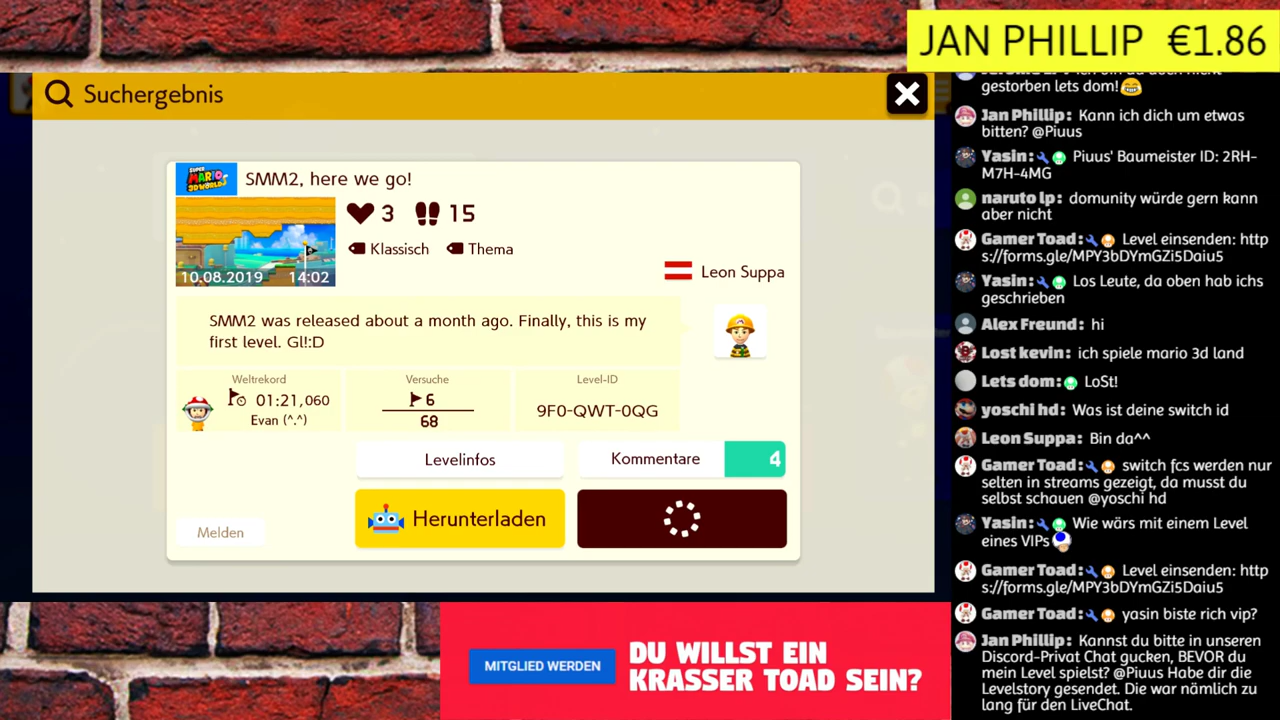 JAN PHILLIP €1.86
Suchergebnis
SUPER MARIO 3D WORLD
SMM2, here we go!
3 15
Klassisch Thema
10.08.2019 14:02
Leon Suppa
SMM2 was released about a month ago. Finally, this is my
first level. Gl!:D
Weltrekord
01:21,060
Evan (^.^)
Versuche
6
68
Level-ID
9F0-QWT-0QG
Levelinfos
Kommentare 4
Melden
Herunterladen
MITGLIED WERDEN
DU WILLST EIN
KRASSER TOAD SEIN?
gestorben lets dom!😂
Jan Phillip: Kann ich dich um etwas
bitten? @Piuus
Yasin: Piuus' Baumeister ID: 2RH-
M7H-4MG
naruto lp: domunity würde gern kann
aber nicht
Gamer Toad: Level einsenden: http
s://forms.gle/MPY3bDYmGZi5Daiu5
Yasin: Los Leute, da oben hab ichs
geschrieben
Alex Freund: hi
Lost kevin: ich spiele mario 3d land
Lets dom: LoSt!
yoschi hd: Was ist deine switch id
Leon Suppa: Bin da^^
Gamer Toad: switch fcs werden nur
selten in streams gezeigt, da musst du
selbst schauen @yoschi hd
Yasin: Wie wärs mit einem Level
eines VIPs
Gamer Toad: Level einsenden: http
s://forms.gle/MPY3bDYmGZi5Daiu5
Gamer Toad: yasin biste rich vip?
Jan Phillip: Kannst du bitte in unseren
Discord-Privat Chat gucken, BEVOR du
mein Level spielst? @Piuus Habe dir die
Levelstory gesendet. Die war nämlich zu
lang für den LiveChat.